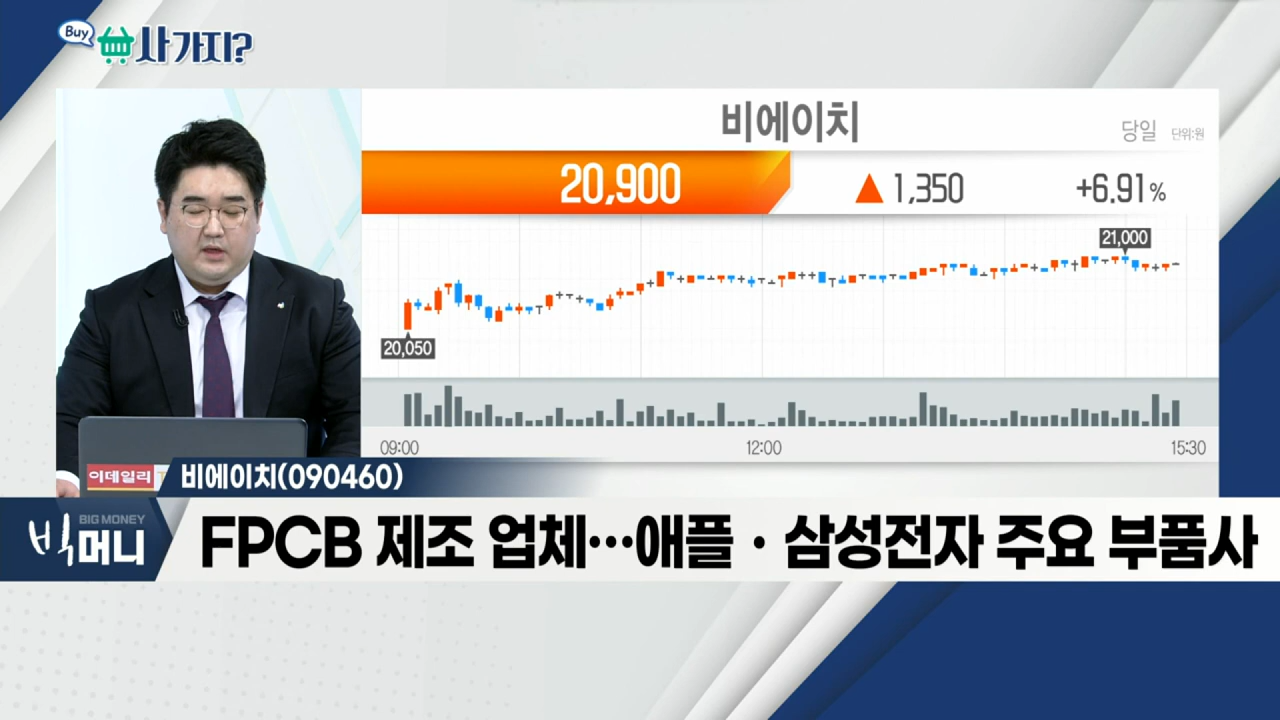 Buy 사가지?
비에이치
당일 단위:원
20,900 ▲ 1,350 +6.91%
21,000
20,050
09:00 12:00 15:30
이데일리 T
비에이치(090460)
BIG MONEY
빅머니
FPCB 제조 업체…애플·삼성전자 주요 부품사